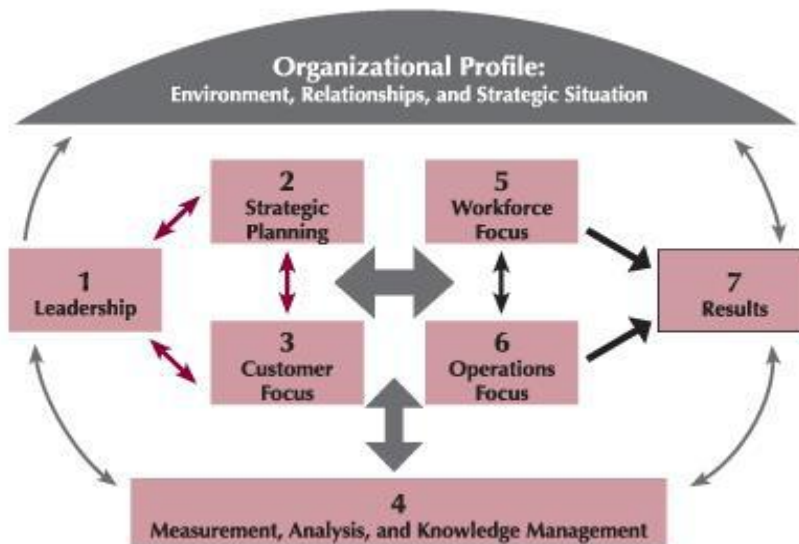 Organizational Profile:
Environment, Relationships, and Strategic Situation
2
Strategic
Planning
5
Workforce
Focus
1
Leadership
7
Results
3
Customer
Focus
6
Operations
Focus
4
Measurement, Analysis, and Knowledge Management